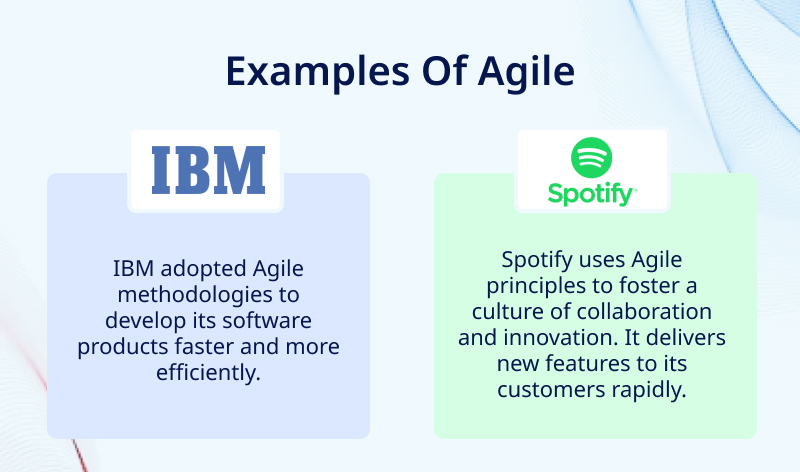 Examples Of Agile
IBM
IBM adopted Agile
methodologies to
develop its software
products faster and more
efficiently.
Spotify
Spotify uses Agile
principles to foster a
culture of collaboration
and innovation. It delivers
new features to its
customers rapidly.